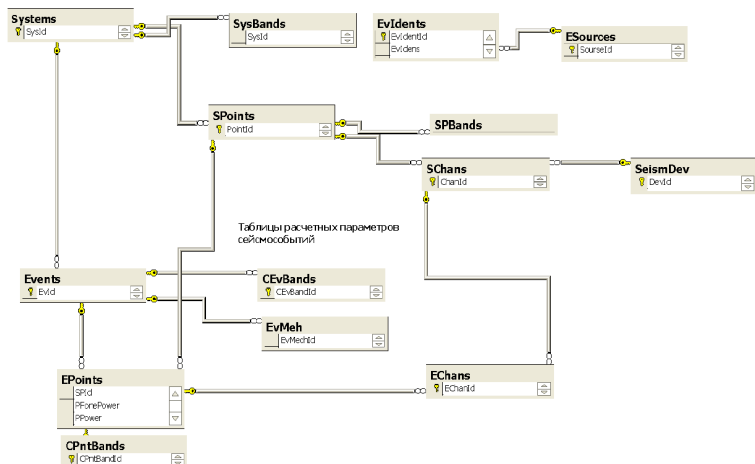 Systems
SysId
SysBands
SysId
EvIdents
EvIdentId
EvIdens
ESources
SourseId
SPoints
PointId
SPBands
SChans
ChanId
SeismDev
DevId
Таблицы расчетных параметров
сейсмособытий
Events
EvId
CEvBands
CEvBandId
EvMeh
EvMechId
EPoints
SPId
PFonePower
PPower
EChans
EChanId
CPntBands
CPntBandId